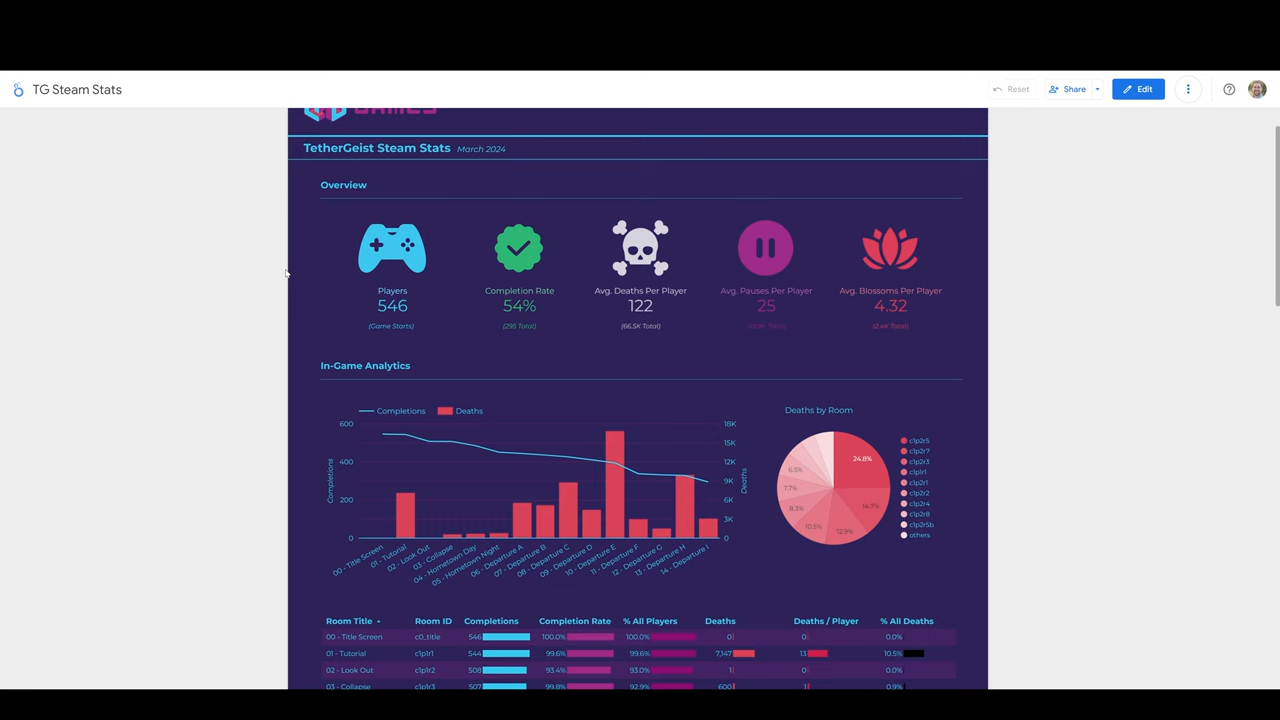 TG Steam Stats
Reset
Share
Edit
GAMES
TetherGeist Steam Stats March 2024
Overview
Players
546
(Game Starts)
Completion Rate
54%
(295 Total)
Avg. Deaths Per Player
122
(66.5K Total)
Avg. Pauses Per Player
25
Avg. Blossoms Per Player
4.32
(2.4K Total)
In-Game Analytics
Completions
Deaths
600
400
200
0
Completions
18K
15K
12K
9K
6K
3K
0
Deaths
00 - Title Screen
01 - Tutorial
02 - Look Out
03 - Collapse
04 - Hometown Day
05 - Hometown Night
06 - Departure A
07 - Departure B
08 - Departure C
09 - Departure D
10 - Departure E
11 - Departure F
12 - Departure G
13 - Departure H
14 - Departure I
Deaths by Room
24.8%
14.7%
12.9%
10.5%
8.3%
7.7%
6.5%
c1p2r5
c1p2r7
c1p2r3
c1p1r1
c1p2r1
c1p2r2
c1p2r4
c1p2r8
c1p2r5b
others
Room Title Room ID Completions Completion Rate % All Players Deaths Deaths / Player % All Deaths
00 - Title Screen c0_title 546 100.0% 100.0% 0 0 0.0%
01 - Tutorial c1p1r1 544 99.6% 99.6% 7,147 13 10.5%
02 - Look Out c1p1r2 508 93.4% 93.0% 1 0 0.0%
03 - Collapse c1p1r3 507 99.8% 92.9% 600 1 0.9%